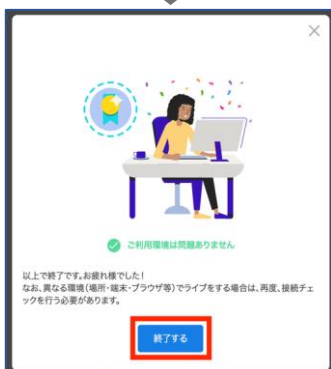 ご利用環境は問題ありません
以上で終了です。お疲れ様でした！
なお、異なる環境（場所・端末・ブラウザ等）でライブをする場合は、再度、接続チェ
ックを行う必要があります。
終了する